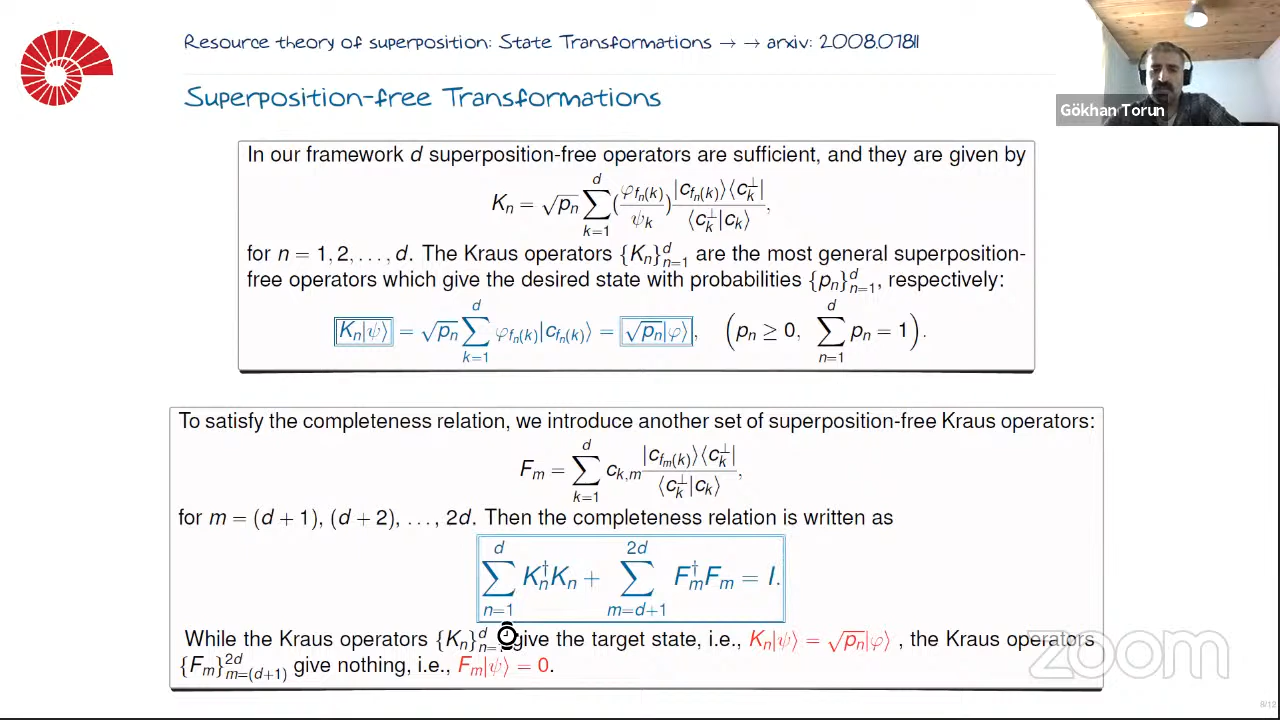 Resource theory of superposition: State Transformations → → arxiv: 2008.01811
Superposition-free Transformations
Gökhan Torun
In our framework d superposition-free operators are sufficient, and they are given by
K_n = √p_n ∑_{k=1}^{d} (φ_{f_n(k)} / ψ_k) |c_{f_n(k)}⟩⟨c_k^⊥| / ⟨c_k^⊥|c_k⟩,
for n = 1, 2, . . . , d. The Kraus operators {K_n}_{n=1}^{d} are the most general superposition-
free operators which give the desired state with probabilities {p_n}_{n=1}^{d}, respectively:
K_n|ψ⟩ = √p_n ∑_{k=1}^{d} φ_{f_n(k)}|c_{f_n(k)}⟩ = √p_n|φ⟩, (p_n ≥ 0, ∑_{n=1}^{d} p_n = 1).
To satisfy the completeness relation, we introduce another set of superposition-free Kraus operators:
F_m = ∑_{k=1}^{d} c_{k,m} |c_{f_m(k)}⟩⟨c_k^⊥| / ⟨c_k^⊥|c_k⟩,
for m = (d + 1), (d + 2), . . . , 2d. Then the completeness relation is written as
∑_{n=1}^{d} K_n^† K_n + ∑_{m=d+1}^{2d} F_m^† F_m = I.
While the Kraus operators {K_n}_{n=1}^{d} give the target state, i.e., K_n|ψ⟩ = √p_n|φ⟩ , the Kraus operators
{F_m}_{m=(d+1)}^{2d} give nothing, i.e., F_m|ψ⟩ = 0.
zoom
9/12